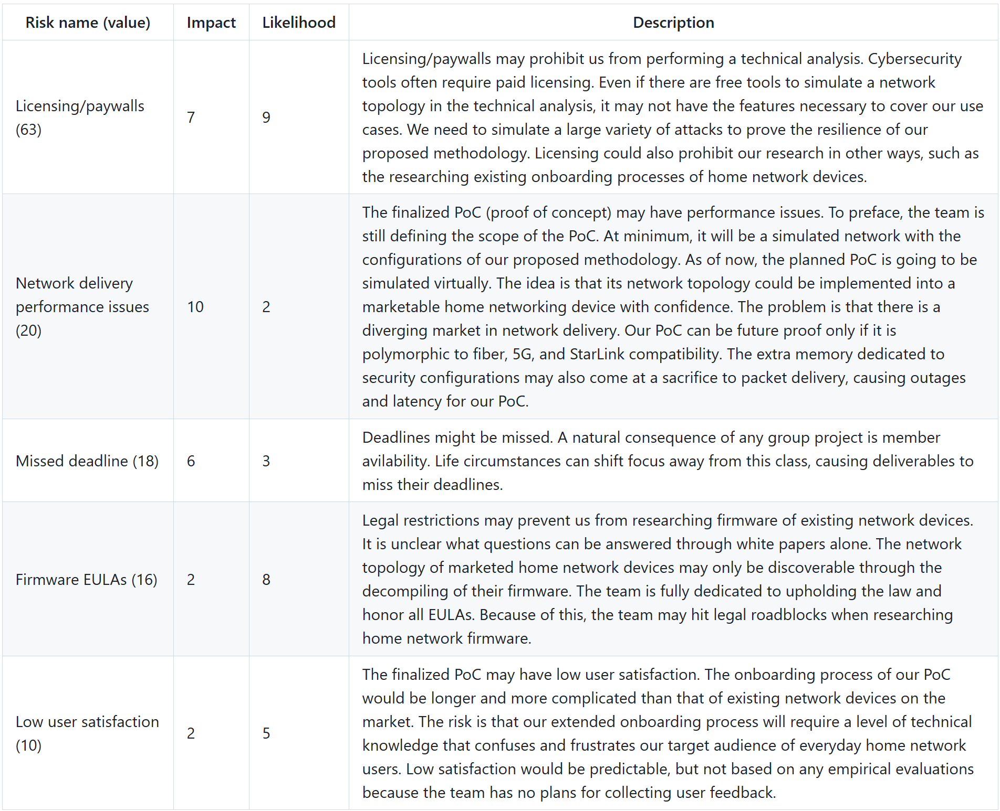 Risk name (value) Impact Likelihood Description
Licensing/paywalls
(63)
7
9
Licensing/paywalls may prohibit us from performing a technical analysis. Cybersecurity
tools often require paid licensing. Even if there are free tools to simulate a network
topology in the technical analysis, it may not have the features necessary to cover our use
cases. We need to simulate a large variety of attacks to prove the resilience of our
proposed methodology. Licensing could also prohibit our research in other ways, such as
the researching existing onboarding processes of home network devices.
Network delivery
performance issues
(20)
10
2
The finalized PoC (proof of concept) may have performance issues. To preface, the team is
still defining the scope of the PoC. At minimum, it will be a simulated network with the
configurations of our proposed methodology. As of now, the planned PoC is going to be
simulated virtually. The idea is that its network topology could be implemented into a
marketable home networking device with confidence. The problem is that there is a
diverging market in network delivery. Our PoC can be future proof only if it is
polymorphic to fiber, 5G, and StarLink compatibility. The extra memory dedicated to
security configurations may also come at a sacrifice to packet delivery, causing outages
and latency for our PoC.
Missed deadline (18)
6
3
Deadlines might be missed. A natural consequence of any group project is member
avilability. Life circumstances can shift focus away from this class, causing deliverables to
miss their deadlines.
Firmware EULAs (16)
2
8
Legal restrictions may prevent us from researching firmware of existing network devices.
It is unclear what questions can be answered through white papers alone. The network
topology of marketed home network devices may only be discoverable through the
decompiling of their firmware. The team is fully dedicated to upholding the law and
honor all EULAs. Because of this, the team may hit legal roadblocks when researching
home network firmware.
Low user satisfaction
(10)
2
5
The finalized PoC may have low user satisfaction. The onboarding process of our PoC
would be longer and more complicated than that of existing network devices on the
market. The risk is that our extended onboarding process will require a level of technical
knowledge that confuses and frustrates our target audience of everyday home network
users. Low satisfaction would be predictable, but not based on any empirical evaluations
because the team has no plans for collecting user feedback.